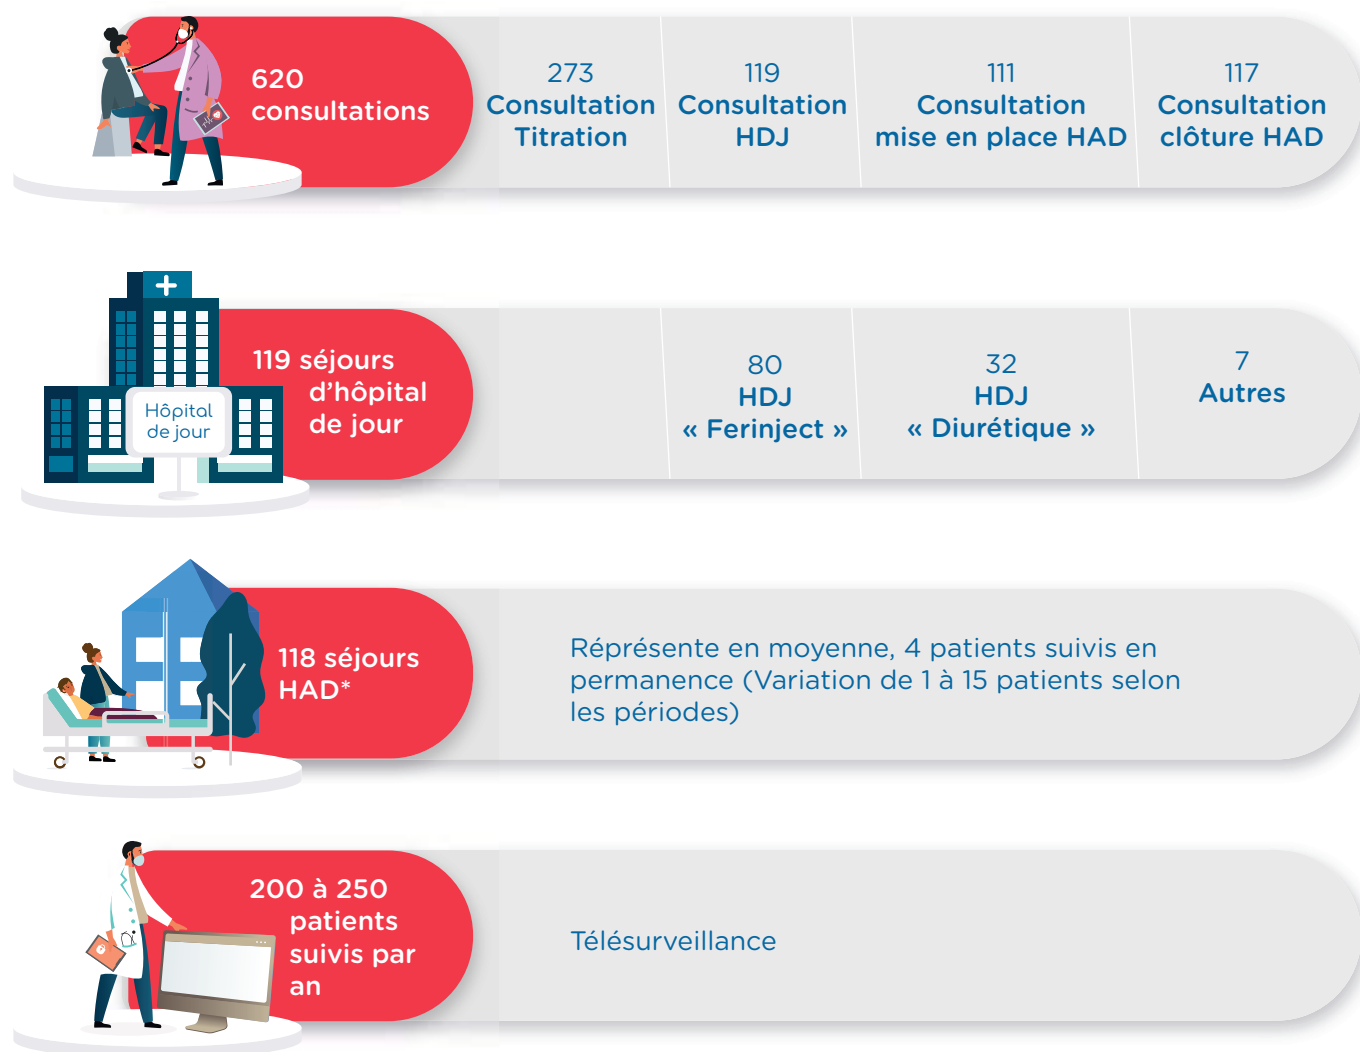 620
consultations
273
Consultation
Titration
119
Consultation
HDJ
111
Consultation
mise en place HAD
117
Consultation
clôture HAD
Hôpital
de jour
119 séjours
d’hôpital
de jour
80
HDJ
« Ferinject »
32
HDJ
« Diurétique »
7
Autres
118 séjours
HAD*
Réprésente en moyenne, 4 patients suivis en
permanence (Variation de 1 à 15 patients selon
les périodes)
200 à 250
patients
suivis par
an
Télésurveillance